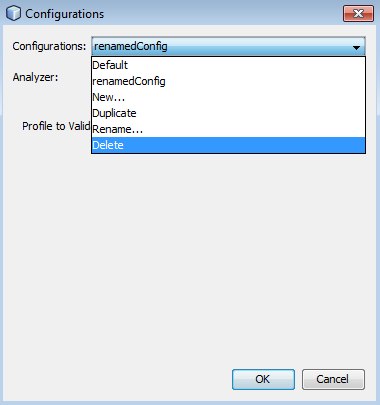 Configurations
Configurations: renamedConfig
Default
Analyzer:
renamedConfig
New...
Duplicate
Profile to Valid
Rename...
Delete
OK Cancel